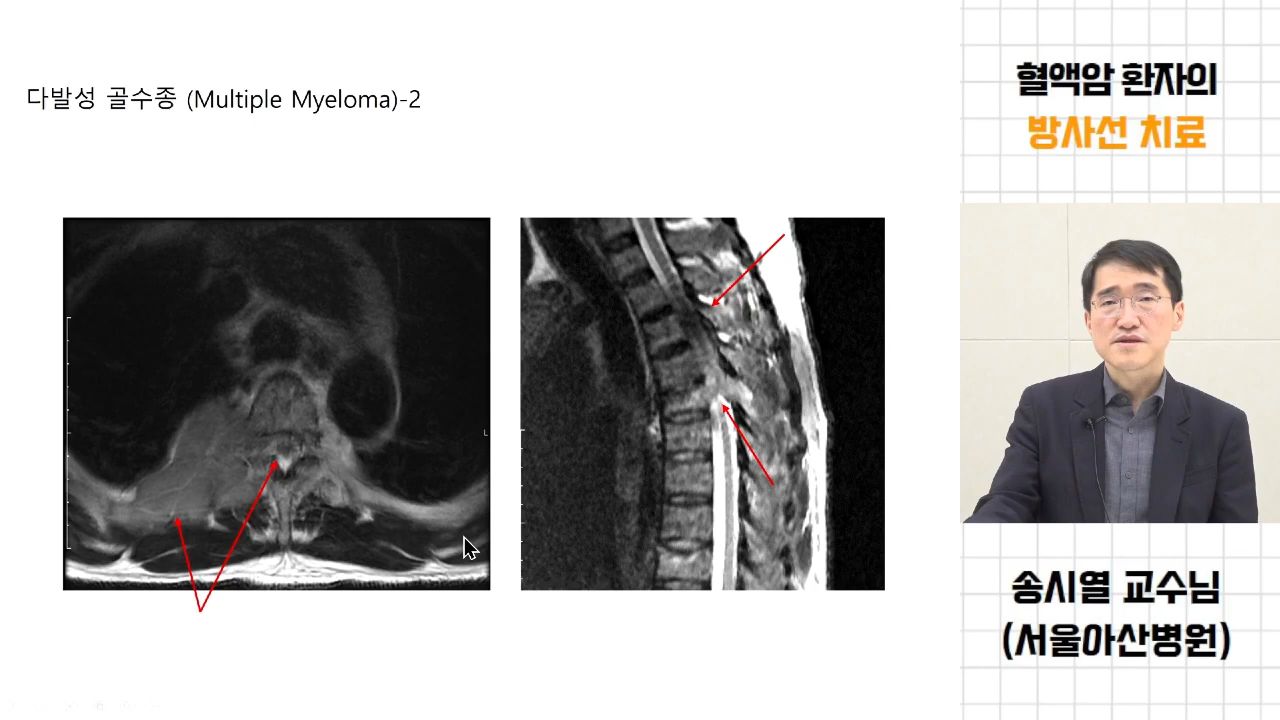 다발성 골수종 (Multiple Myeloma)-2
L
혈액암 환자의
방사선 치료
송시열 교수님
(서울아산병원)